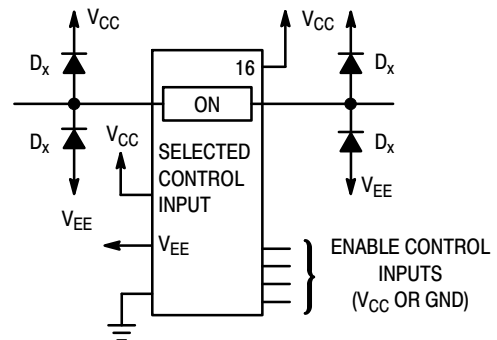 VCC
VCC
Dx
16
Dx
ON
Dx
VCC
SELECTED
CONTROL
INPUT
Dx
VEE
VEE
VEE
ENABLE CONTROL
INPUTS
(VCC OR GND)